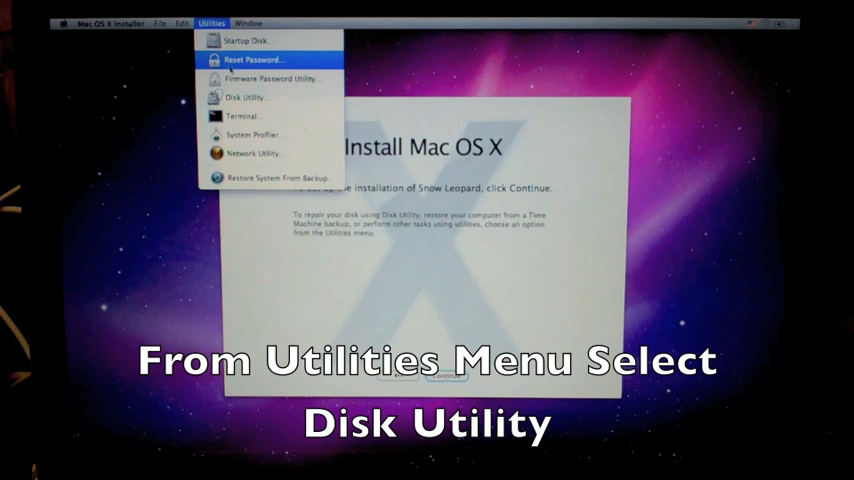 Mac OS X Installer File Edit Utilities Window
Startup Disk...
Reset Password...
Firmware Password Utility...
Disk Utility...
Terminal...
System Profiler...
Network Utility...
Restore System From Backup...
Install Mac OS X
the installation of Snow Leopard, click Continue.
To repair your disk using Disk Utility, restore your computer from a Time
Machine backup, or perform other tasks using utilities, choose an option
from the Utilities menu.
Continue
From Utilities Menu Select
Disk Utility